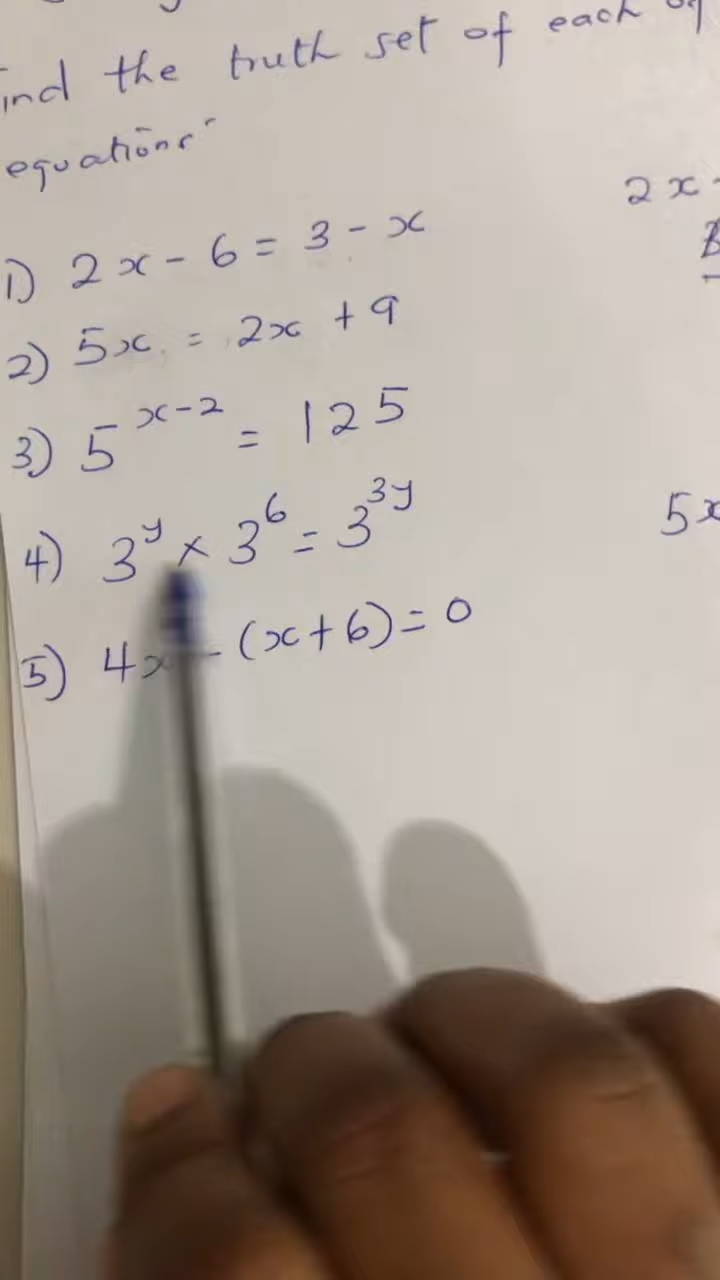 ind the truth set of each of
equations
1) 2x - 6 = 3 - x
2) 5x = 2x + 9
3) 5^{x-2} = 125
4) 3^y × 3^6 = 3^{3y}
5) 4x - (x+6) = 0
2x -
5x